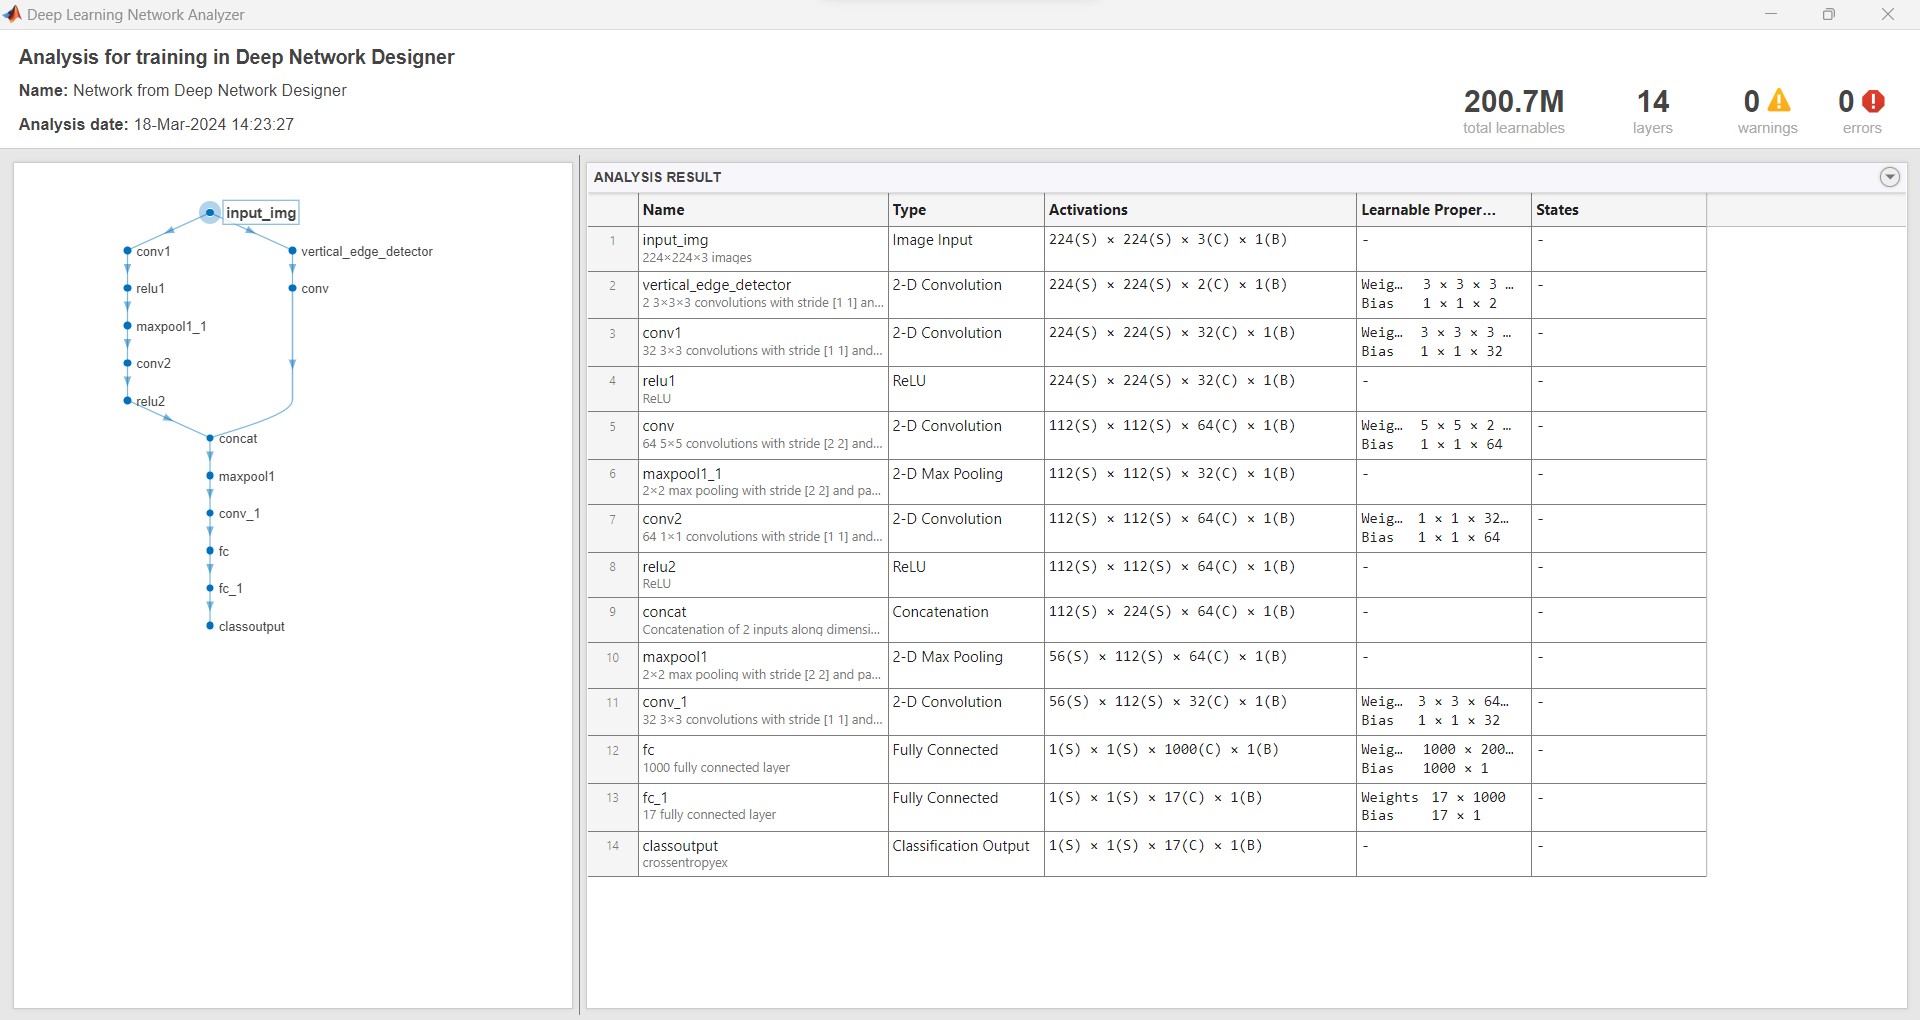 Deep Learning Network Analyzer
Analysis for training in Deep Network Designer
Name: Network from Deep Network Designer
Analysis date: 18-Mar-2024 14:23:27
200.7M 14 0 0
total learnables layers warnings errors
input_img
conv1 vertical_edge_detector
relu1 conv
maxpool1_1
conv2
relu2
concat
maxpool1
conv_1
fc
fc_1
classoutput
ANALYSIS RESULT
Name Type Activations Learnable Proper... States
1 input_img Image Input 224(S) × 224(S) × 3(C) × 1(B) - -
224×224×3 images
2 vertical_edge_detector 2-D Convolution 224(S) × 224(S) × 2(C) × 1(B) Weig… 3 × 3 × 3 … -
2 3×3×3 convolutions with stride [1 1] an... Bias 1 × 1 × 2
3 conv1 2-D Convolution 224(S) × 224(S) × 32(C) × 1(B) Weig… 3 × 3 × 3 … -
32 3×3 convolutions with stride [1 1] and... Bias 1 × 1 × 32
4 relu1 ReLU 224(S) × 224(S) × 32(C) × 1(B) - -
ReLU
5 conv 2-D Convolution 112(S) × 112(S) × 64(C) × 1(B) Weig… 5 × 5 × 2 … -
64 5×5 convolutions with stride [2 2] and... Bias 1 × 1 × 64
6 maxpool1_1 2-D Max Pooling 112(S) × 112(S) × 32(C) × 1(B) - -
2×2 max pooling with stride [2 2] and pa...
7 conv2 2-D Convolution 112(S) × 112(S) × 64(C) × 1(B) Weig… 1 × 1 × 32… -
64 1×1 convolutions with stride [1 1] and... Bias 1 × 1 × 64
8 relu2 ReLU 112(S) × 112(S) × 64(C) × 1(B) - -
ReLU
9 concat Concatenation 112(S) × 224(S) × 64(C) × 1(B) - -
Concatenation of 2 inputs along dimensi...
10 maxpool1 2-D Max Pooling 56(S) × 112(S) × 64(C) × 1(B) - -
2×2 max pooling with stride [2 2] and pa...
11 conv_1 2-D Convolution 56(S) × 112(S) × 32(C) × 1(B) Weig… 3 × 3 × 64… -
32 3×3 convolutions with stride [1 1] and... Bias 1 × 1 × 32
12 fc Fully Connected 1(S) × 1(S) × 1000(C) × 1(B) Weig… 1000 × 200… -
1000 fully connected layer Bias 1000 × 1
13 fc_1 Fully Connected 1(S) × 1(S) × 17(C) × 1(B) Weights 17 × 1000 -
17 fully connected layer Bias 17 × 1
14 classoutput Classification Output 1(S) × 1(S) × 17(C) × 1(B) - -
crossentropyex